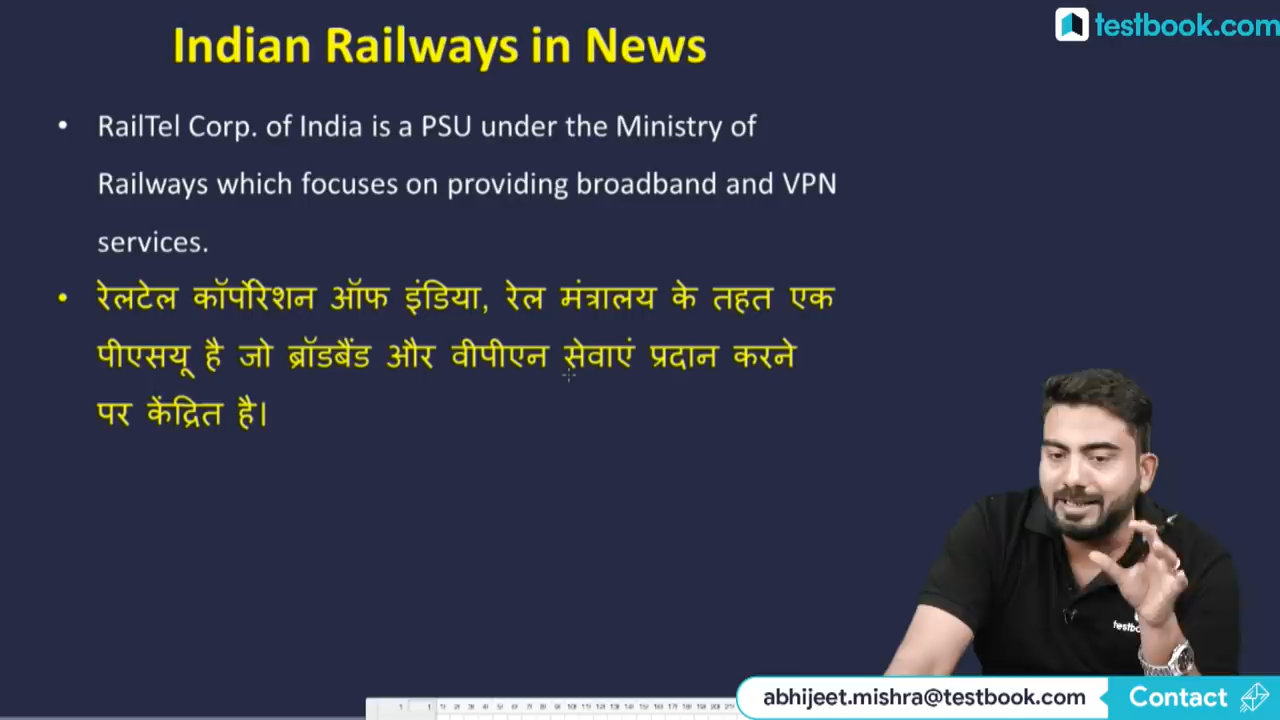 Indian Railways in News
testbook.com
• RailTel Corp. of India is a PSU under the Ministry of
Railways which focuses on providing broadband and VPN
services.
• रेलटेल कॉर्पोरेशन ऑफ इंडिया, रेल मंत्रालय के तहत एक
पीएसयू है जो ब्रॉडबैंड और वीपीएन सेवाएं प्रदान करने
पर केंद्रित है।
abhijeet.mishra@testbook.com
Contact